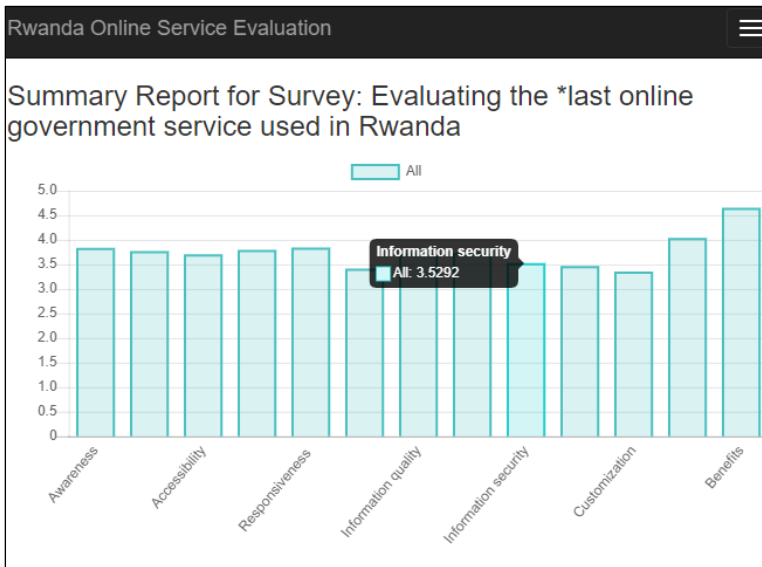 Rwanda Online Service Evaluation
Summary Report for Survey: Evaluating the *last online
government service used in Rwanda
All
5.0
4.5
4.0
3.5
3.0
2.5
2.0
1.5
1.0
0.5
0
Information security
All: 3.5292
Awareness
Accessibility
Responsiveness
Information quality
Information security
Customization
Benefits